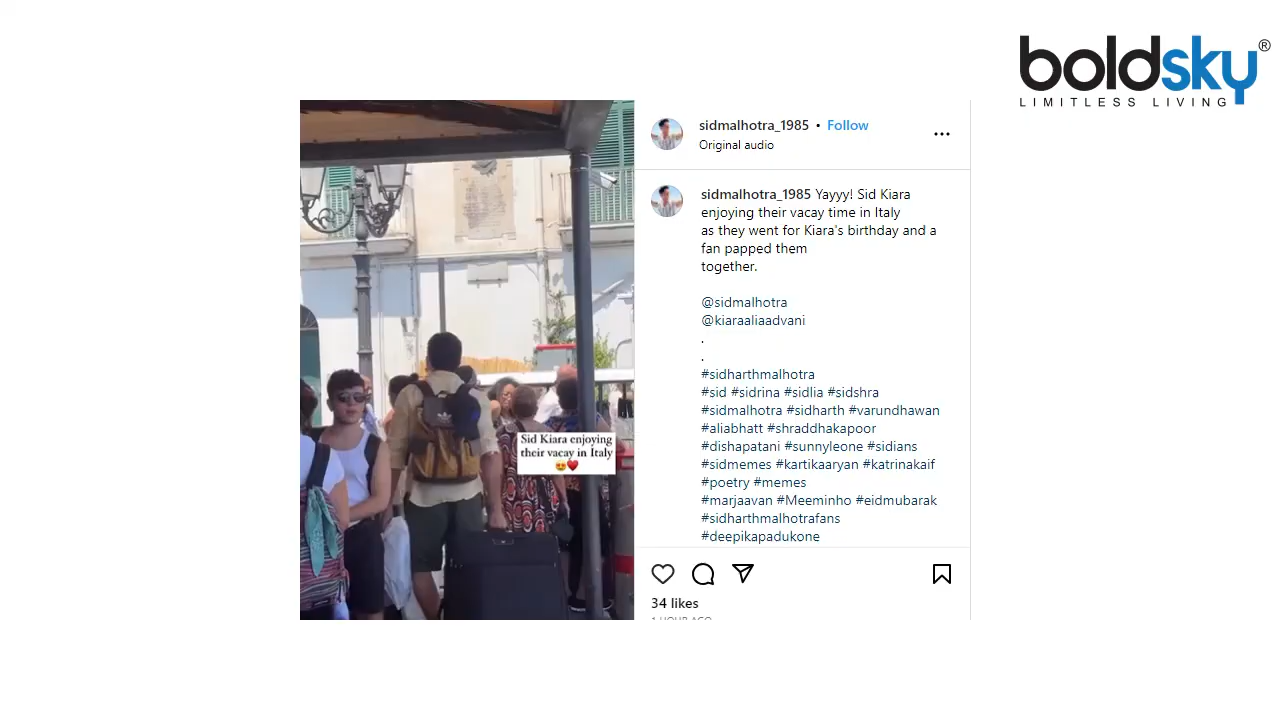 boldsky®
LIMITLESS LIVING
sidmalhotra_1985 • Follow
Original audio
sidmalhotra_1985 Yayyy! Sid Kiara
enjoying their vacay time in Italy
as they went for Kiara's birthday and a
fan papped them
together.
@sidmalhotra
@kiaraaliaadvani
.
.
#sidharthmalhotra
#sid #sidrina #sidlia #sidshra
#sidmalhotra #sidharth #varundhawan
#aliabhatt #shraddhakapoor
#dishapatani #sunnyleone #sidians
#sidmemes #kartikaaryan #katrinakaif
#poetry #memes
#marjaavan #Meeminho #eidmubarak
#sidharthmalhotrafans
#deepikapadukone
Sid Kiara enjoying
their vacay in Italy
😍❤️
34 likes
1 HOUR AGO